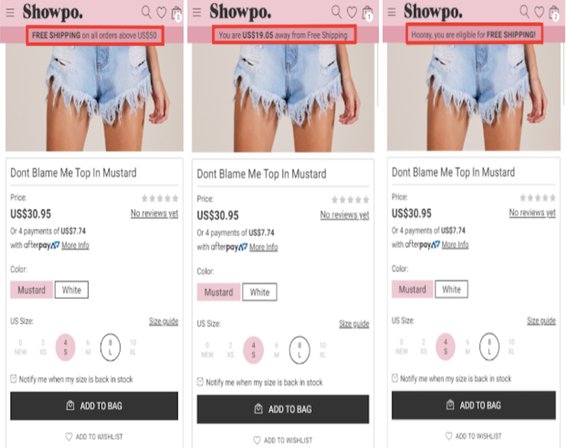 Showpo.
0
FREE SHIPPING on all orders above US$50
Dont Blame Me Top In Mustard
Price:
US$30.95
No reviews yet
Or 4 payments of US$7.74
with afterpay More Info
Color:
Mustard
White
US Size:
Size guide
0 2 4 6 8 10
NEW XS S M L XL
Notify me when my size is back in stock
ADD TO BAG
ADD TO WISHLIST
Showpo.
1
You are US$19.05 away from Free Shipping
Dont Blame Me Top In Mustard
Price:
US$30.95
No reviews yet
Or 4 payments of US$7.74
with afterpay More Info
Color:
Mustard
White
US Size:
Size guide
0 2 4 6 8 10
NEW XS S M L XL
Notify me when my size is back in stock
ADD TO BAG
ADD TO WISHLIST
Showpo.
2
Hooray, you are eligible for FREE SHIPPING!
Dont Blame Me Top In Mustard
Price:
US$30.95
No reviews yet
Or 4 payments of US$7.74
with afterpay More Info
Color:
Mustard
White
US Size:
Size guide
0 2 4 6 8 10
NEW XS S M L XL
Notify me when my size is back in stock
ADD TO BAG
ADD TO WISHLIST